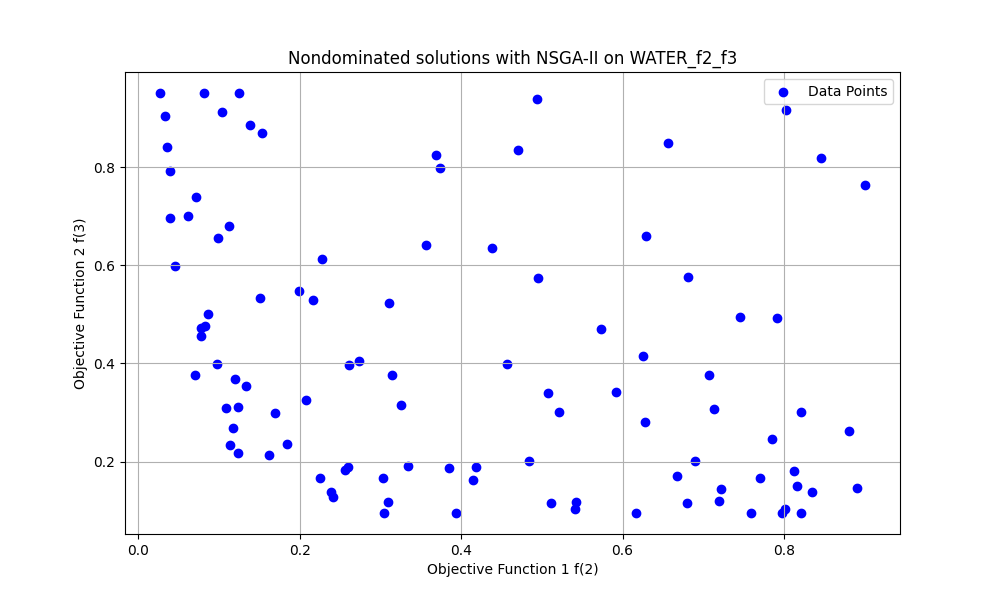 Nondominated solutions with NSGA-II on WATER_f2_f3
Data Points
Objective Function 2 f(3)
0.8
0.6
0.4
0.2
0.0 0.2 0.4 0.6 0.8
Objective Function 1 f(2)